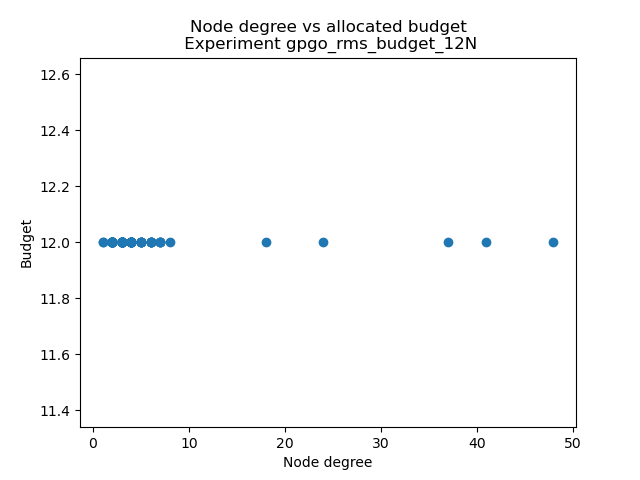 Node degree vs allocated budget
Experiment gpgo_rms_budget_12N
12.6
12.4
12.2
12.0
11.8
11.6
11.4
Budget
0 10 20 30 40 50
Node degree